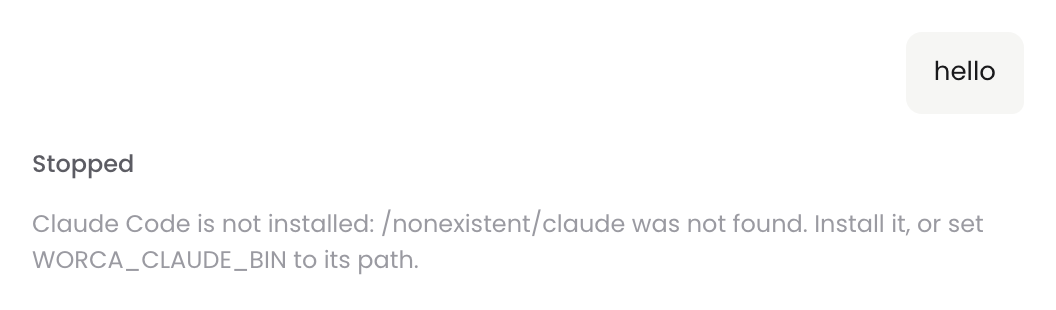 hello
Stopped
Claude Code is not installed: /nonexistent/claude was not found. Install it, or set
WORCA_CLAUDE_BIN to its path.